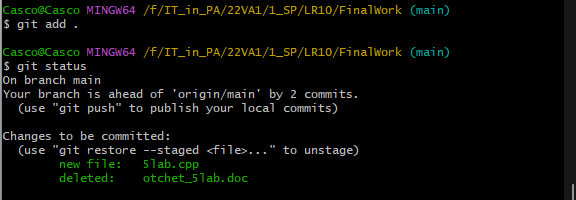 Casco@Casco MINGW64 /f/IT_in_PA/22VA1/1_SP/LR10/FinalWork (main)
$ git add .
Casco@Casco MINGW64 /f/IT_in_PA/22VA1/1_SP/LR10/FinalWork (main)
$ git status
On branch main
Your branch is ahead of 'origin/main' by 2 commits.
(use "git push" to publish your local commits)
Changes to be committed:
(use "git restore --staged <file>..." to unstage)
new file:   5lab.cpp
deleted:    otchet_5lab.doc